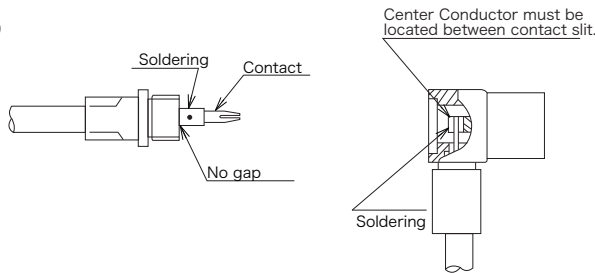 Center Conductor must be
located between contact slit.
Soldering
Contact
No gap
Soldering